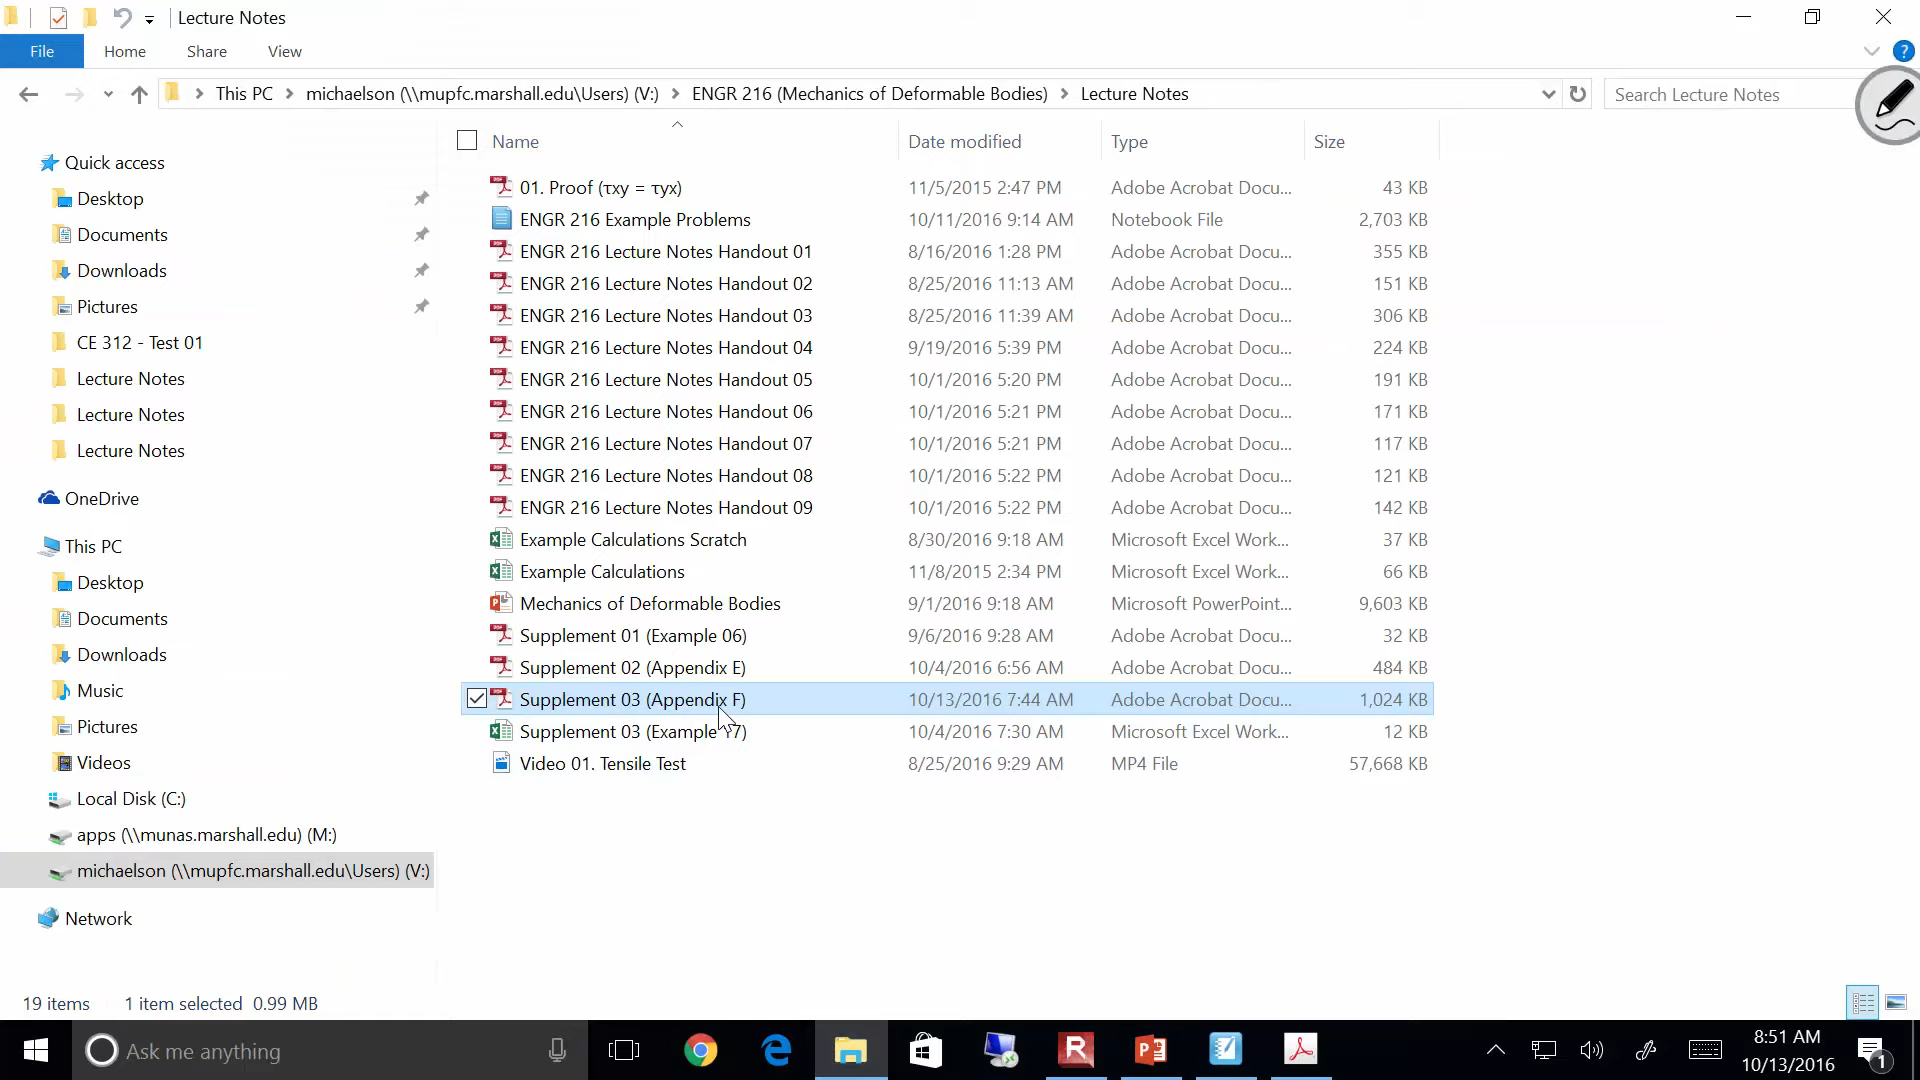 Lecture Notes
File Home Share View
This PC michaelson (\\mupfc.marshall.edu\Users) (V:) ENGR 216 (Mechanics of Deformable Bodies) Lecture Notes Search Lecture Notes
Name Date modified Type Size
Quick access
Desktop
Documents
Downloads
Pictures
CE 312 - Test 01
Lecture Notes
Lecture Notes
Lecture Notes
OneDrive
This PC
Desktop
Documents
Downloads
Music
Pictures
Videos
Local Disk (C:)
apps (\\munas.marshall.edu) (M:)
michaelson (\\mupfc.marshall.edu\Users) (V:)
Network
01. Proof (τxy = τyx) 11/5/2015 2:47 PM Adobe Acrobat Docu... 43 KB
ENGR 216 Example Problems 10/11/2016 9:14 AM Notebook File 2,703 KB
ENGR 216 Lecture Notes Handout 01 8/16/2016 1:28 PM Adobe Acrobat Docu... 355 KB
ENGR 216 Lecture Notes Handout 02 8/25/2016 11:13 AM Adobe Acrobat Docu... 151 KB
ENGR 216 Lecture Notes Handout 03 8/25/2016 11:39 AM Adobe Acrobat Docu... 306 KB
ENGR 216 Lecture Notes Handout 04 9/19/2016 5:39 PM Adobe Acrobat Docu... 224 KB
ENGR 216 Lecture Notes Handout 05 10/1/2016 5:20 PM Adobe Acrobat Docu... 191 KB
ENGR 216 Lecture Notes Handout 06 10/1/2016 5:21 PM Adobe Acrobat Docu... 171 KB
ENGR 216 Lecture Notes Handout 07 10/1/2016 5:21 PM Adobe Acrobat Docu... 117 KB
ENGR 216 Lecture Notes Handout 08 10/1/2016 5:22 PM Adobe Acrobat Docu... 121 KB
ENGR 216 Lecture Notes Handout 09 10/1/2016 5:22 PM Adobe Acrobat Docu... 142 KB
Example Calculations Scratch 8/30/2016 9:18 AM Microsoft Excel Work... 37 KB
Example Calculations 11/8/2015 2:34 PM Microsoft Excel Work... 66 KB
Mechanics of Deformable Bodies 9/1/2016 9:18 AM Microsoft PowerPoint... 9,603 KB
Supplement 01 (Example 06) 9/6/2016 9:28 AM Adobe Acrobat Docu... 32 KB
Supplement 02 (Appendix E) 10/4/2016 6:56 AM Adobe Acrobat Docu... 484 KB
Supplement 03 (Appendix F) 10/13/2016 7:44 AM Adobe Acrobat Docu... 1,024 KB
Supplement 03 (Example 17) 10/4/2016 7:30 AM Microsoft Excel Work... 12 KB
Video 01. Tensile Test 8/25/2016 9:29 AM MP4 File 57,668 KB
19 items 1 item selected 0.99 MB
Ask me anything
8:51 AM
10/13/2016
1